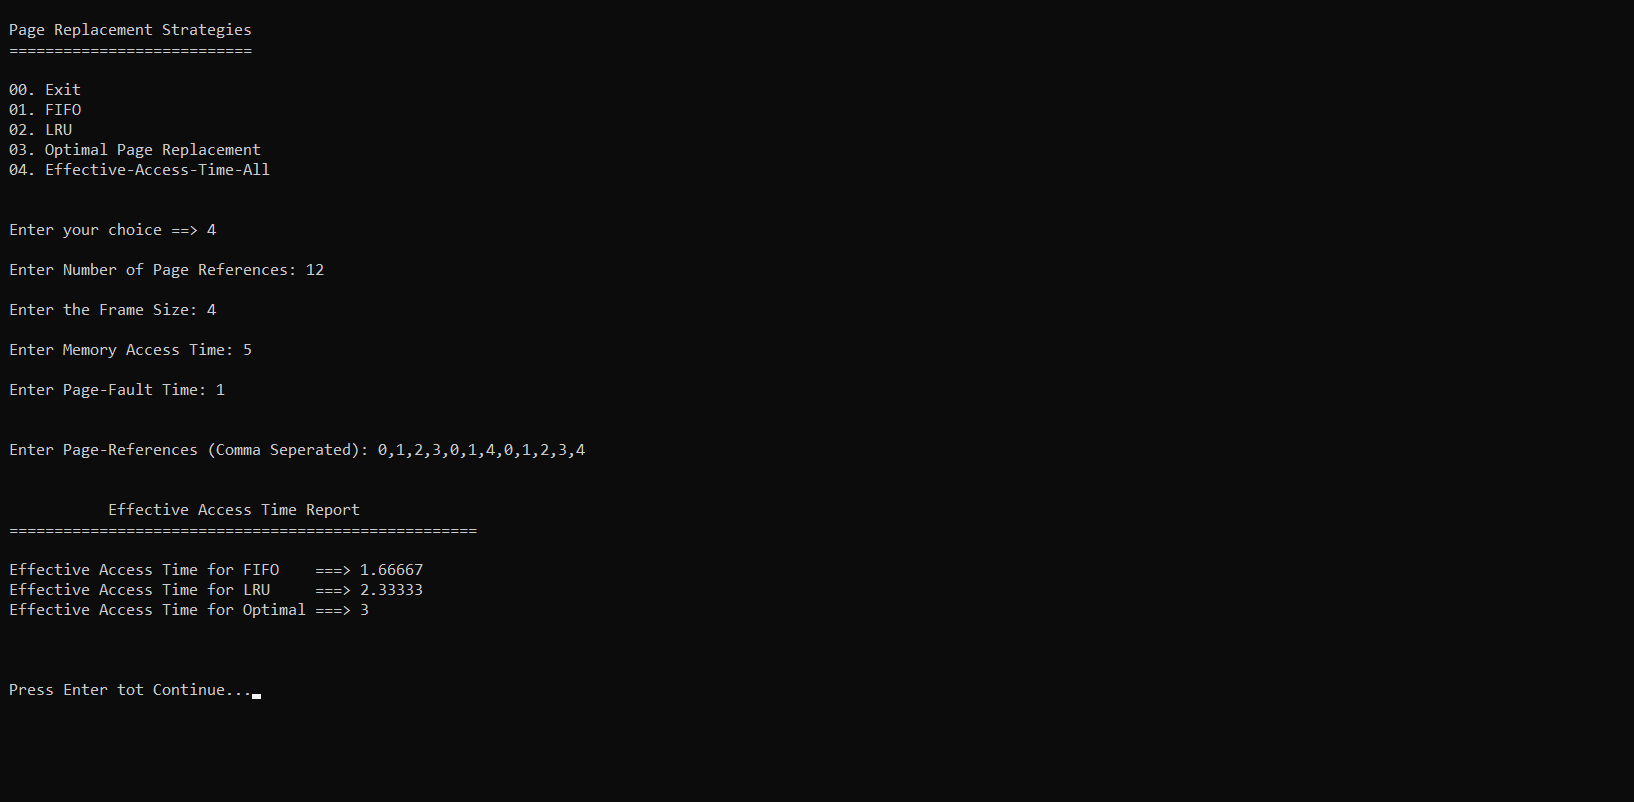 Page Replacement Strategies
===========================
00. Exit
01. FIFO
02. LRU
03. Optimal Page Replacement
04. Effective-Access-Time-All
Enter your choice ==> 4
Enter Number of Page References: 12
Enter the Frame Size: 4
Enter Memory Access Time: 5
Enter Page-Fault Time: 1
Enter Page-References (Comma Seperated): 0,1,2,3,0,1,4,0,1,2,3,4
Effective Access Time Report
====================================================
Effective Access Time for FIFO    ===> 1.66667
Effective Access Time for LRU     ===> 2.33333
Effective Access Time for Optimal ===> 3
Press Enter tot Continue...